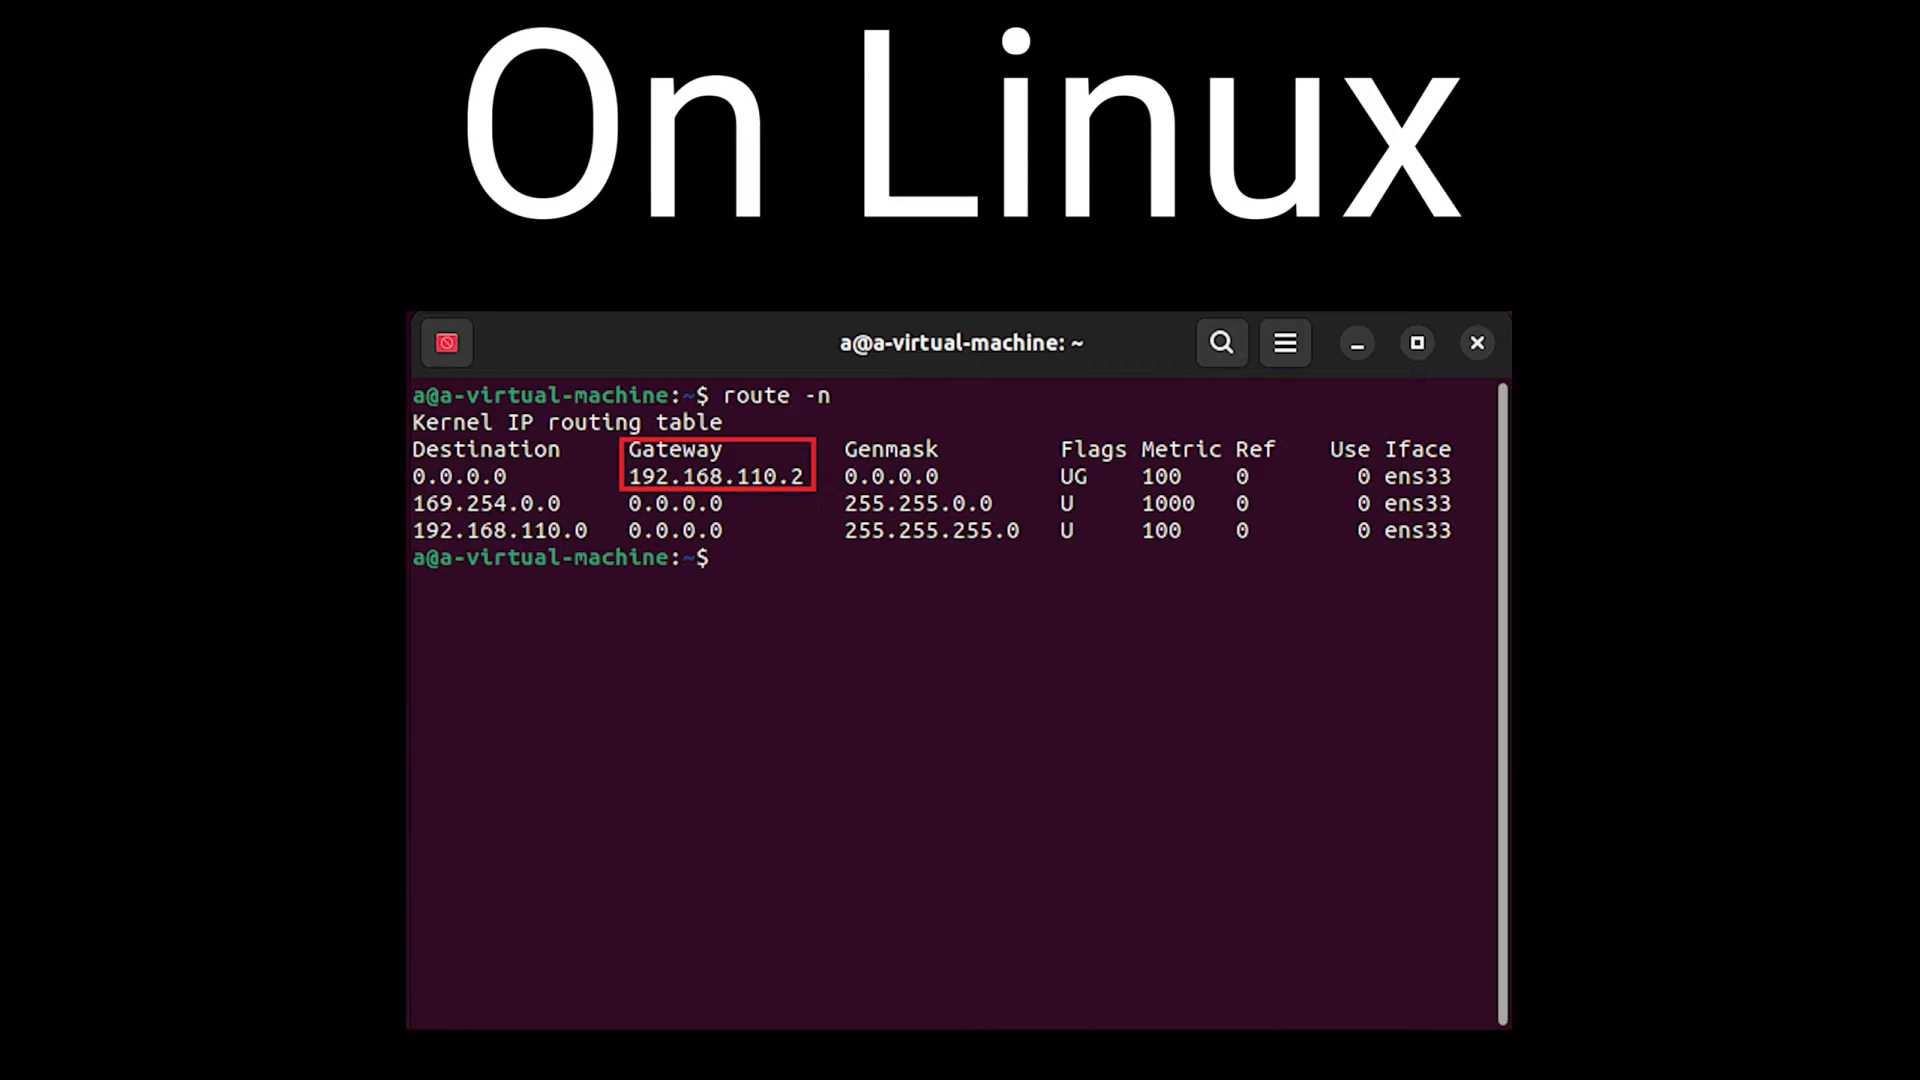 On Linux
a@a-virtual-machine: ~
a@a-virtual-machine:~$ route -n
Kernel IP routing table
Destination     Gateway         Genmask         Flags Metric Ref    Use Iface
0.0.0.0         192.168.110.2   0.0.0.0         UG    100    0        0 ens33
169.254.0.0     0.0.0.0         255.255.0.0     U     1000   0        0 ens33
192.168.110.0   0.0.0.0         255.255.255.0   U     100    0        0 ens33
a@a-virtual-machine:~$